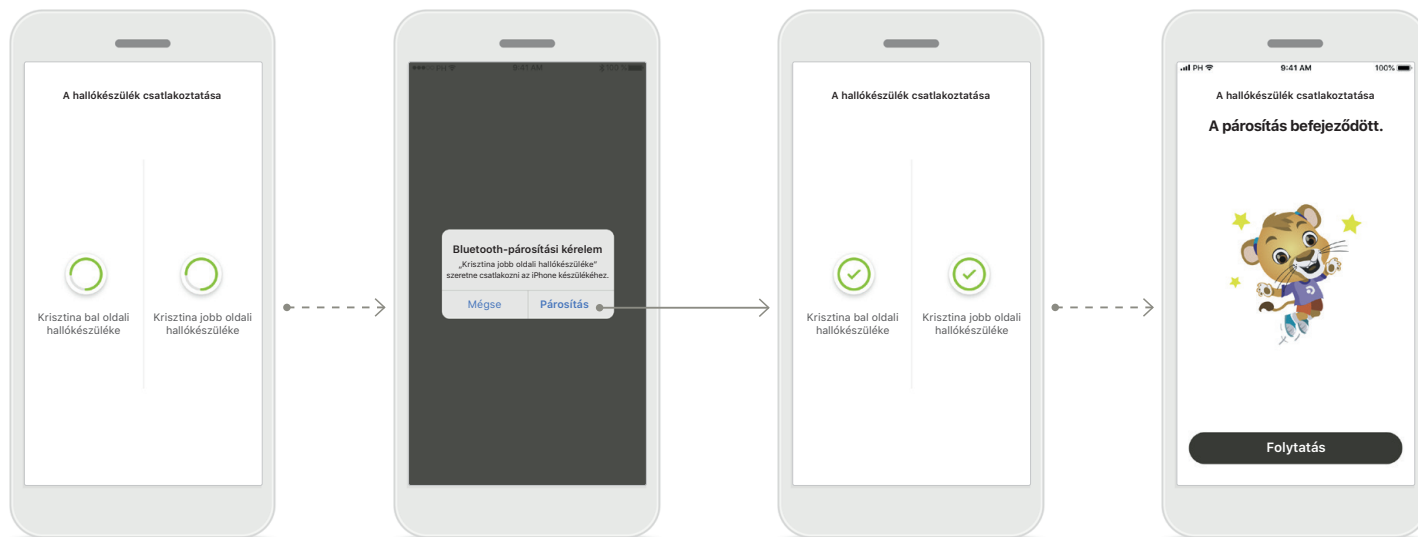 A hallókészülék csatlakoztatása
Krisztina bal oldali
hallókészüléke
Krisztina jobb oldali
hallókészüléke
9:41 AM
Bluetooth-párosítási kérelem
„Krisztina jobb oldali hallókészüléke”
szeretne csatlakozni az iPhone készülékéhez.
Mégse
Párosítás
A hallókészülék csatlakoztatása
Krisztina bal oldali
hallókészüléke
Krisztina jobb oldali
hallókészüléke
PH 9:41 AM 100%
A hallókészülék csatlakoztatása
A párosítás befejeződött.
Folytatás